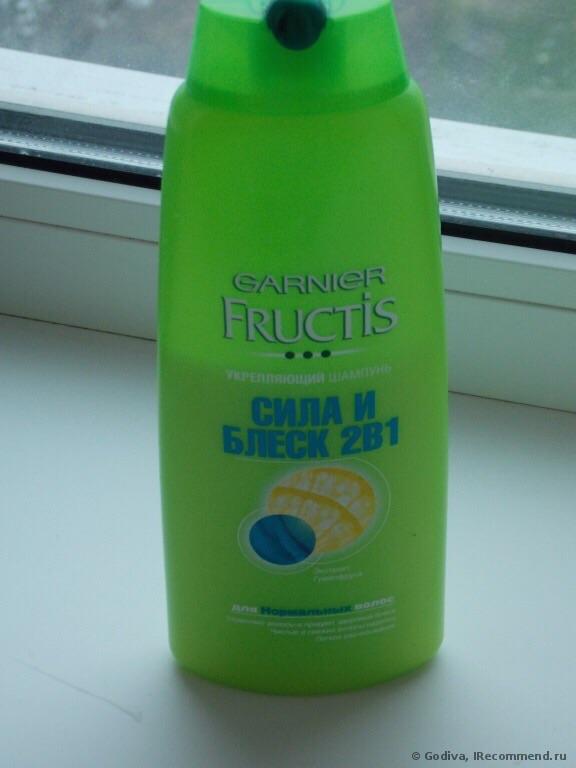 GARNIER
FRUCTIS
УКРЕПЛЯЮЩИЙ ШАМПУНЬ
СИЛА И
БЛЕСК 2В1
Экстракт
Грейпфрута
для Нормальных волос
© Godiva, IRecommend.ru